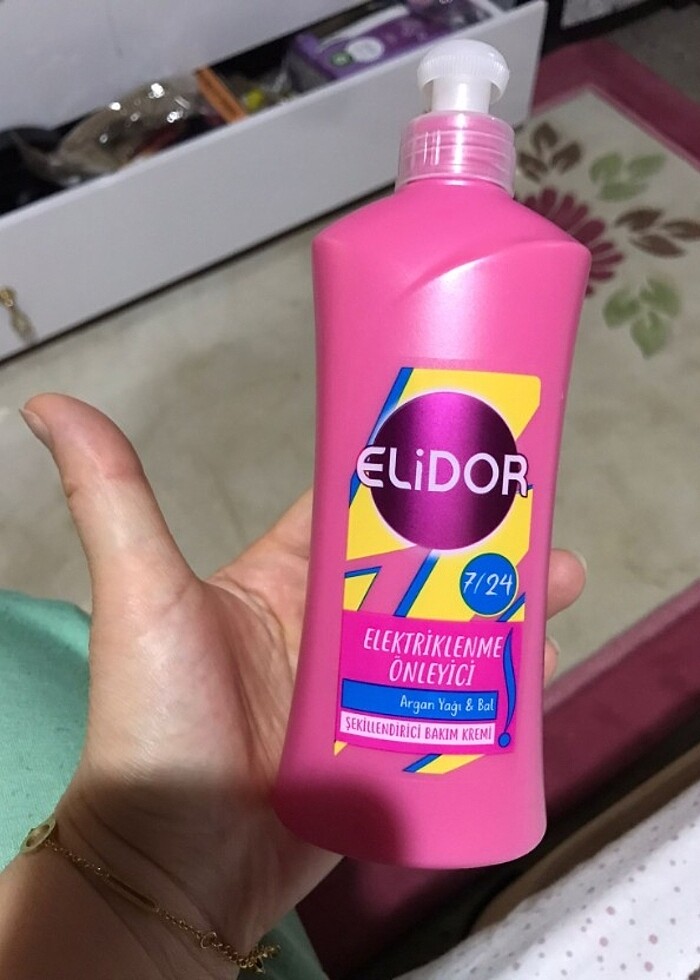 ELiDOR
7/24
ELEKTRİKLENME
ÖNLEYİCİ
Argan Yağı & Bal
ŞEKİLLENDİRİCİ BAKIM KREMİ